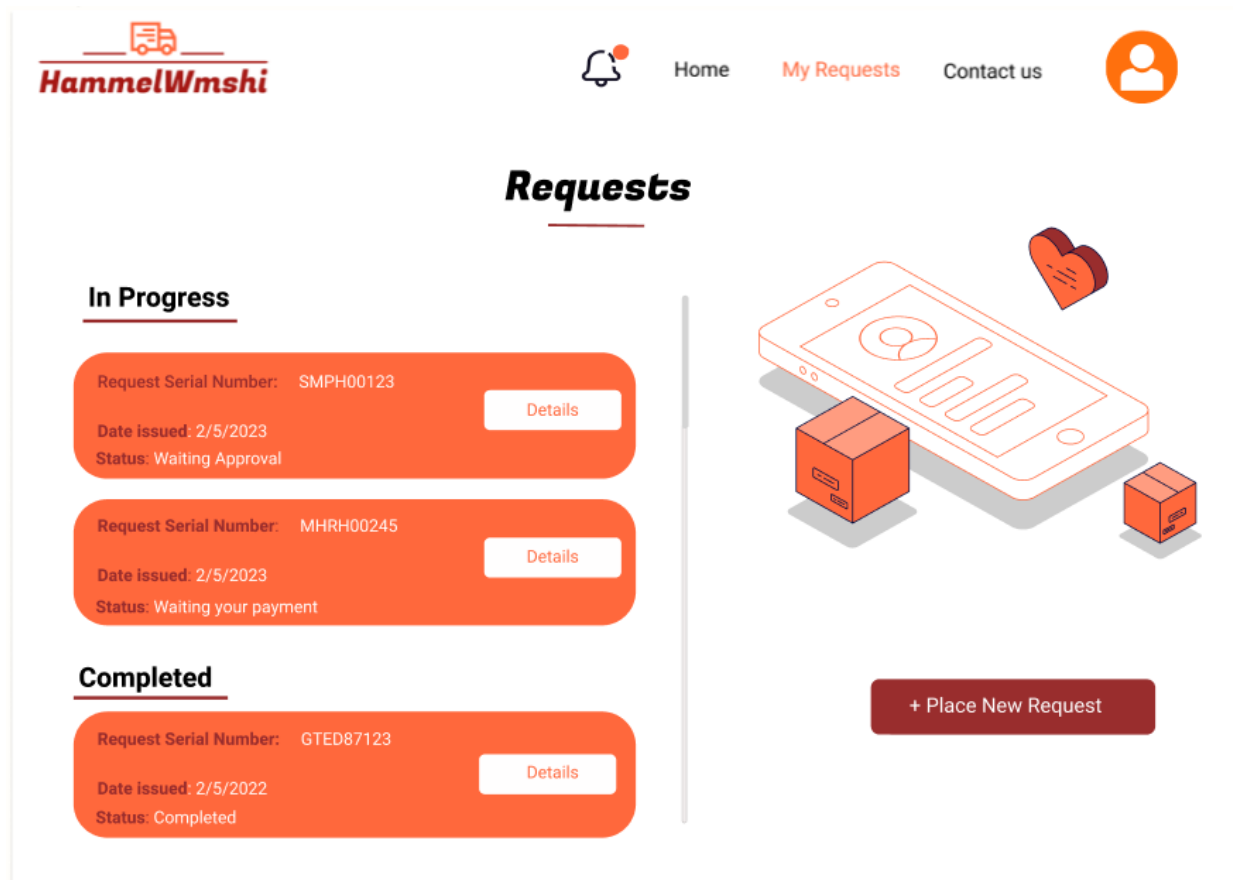 HammelWmshi
Home
My Requests
Contact us
Requests
In Progress
Request Serial Number: SMPH00123
Details
Date issued: 2/5/2023
Status: Waiting Approval
Request Serial Number: MHRH00245
Details
Date issued: 2/5/2023
Status: Waiting your payment
Completed
Request Serial Number: GTED87123
Details
Date issued: 2/5/2022
Status: Completed
+ Place New Request